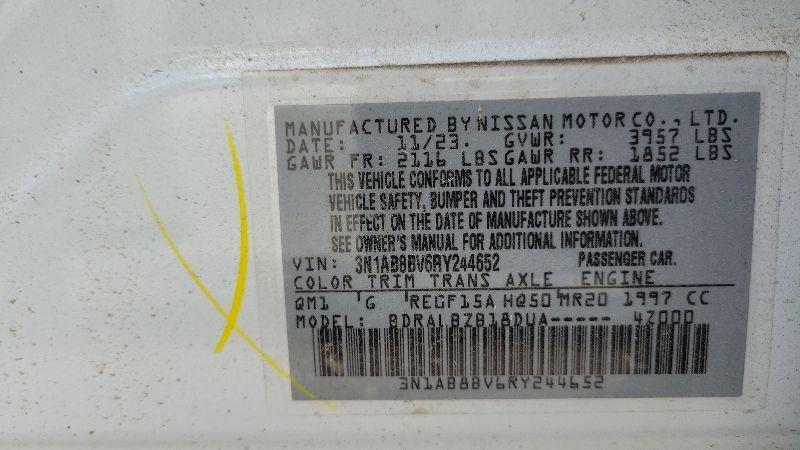 MANUFACTURED BY NISSAN MOTOR CO., LTD.
DATE: 11/23. GVWR: 3957 LBS
GAWR FR: 2116 LBS GAWR RR: 1852 LBS
THIS VEHICLE CONFORMS TO ALL APPLICABLE FEDERAL MOTOR
VEHICLE SAFETY, BUMPER AND THEFT PREVENTION STANDARDS
IN EFFECT ON THE DATE OF MANUFACTURE SHOWN ABOVE.
SEE OWNER'S MANUAL FOR ADDITIONAL INFORMATION.
VIN: 3N1AB8BV6RY244652 PASSENGER CAR.
COLOR TRIM TRANS AXLE ENGINE
QM1 G RE0F15A HQ50 MR20 1997 CC
MODEL: BDRALBZB18DUA----- 4Z000
3N1AB8BV6RY244652